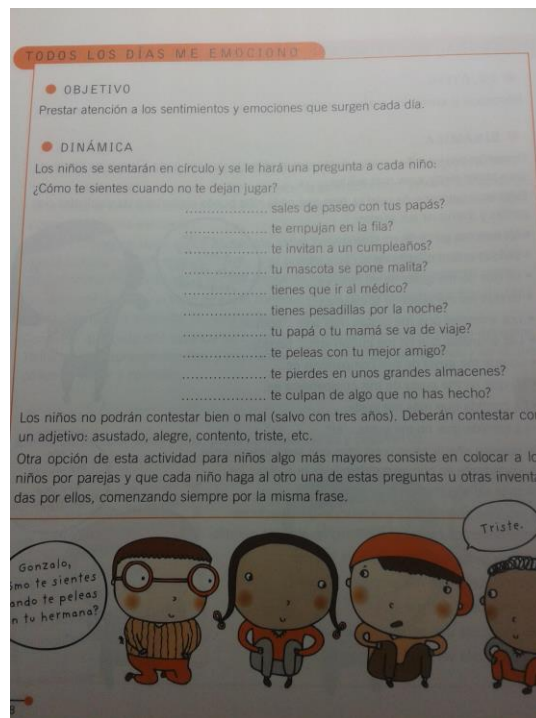 TODOS LOS DÍAS ME EMOCIONO
OBJETIVO
Prestar atención a los sentimientos y emociones que surgen cada día.
DINÁMICA
Los niños se sentarán en círculo y se le hará una pregunta a cada niño:
¿Cómo te sientes cuando no te dejan jugar?
.................. sales de paseo con tus papás?
.................. te empujan en la fila?
.................. te invitan a un cumpleaños?
.................. tu mascota se pone malita?
.................. tienes que ir al médico?
.................. tienes pesadillas por la noche?
.................. tu papá o tu mamá se va de viaje?
.................. te peleas con tu mejor amigo?
.................. te pierdes en unos grandes almacenes?
.................. te culpan de algo que no has hecho?
Los niños no podrán contestar bien o mal (salvo con tres años). Deberán contestar co
un adjetivo: asustado, alegre, contento, triste, etc.
Otra opción de esta actividad para niños algo más mayores consiste en colocar a lo
niños por parejas y que cada niño haga al otro una de estas preguntas u otras inventa
das por ellos, comenzando siempre por la misma frase.
Triste.
Gonzalo,
mo te sientes
ando te peleas
n tu hermana?